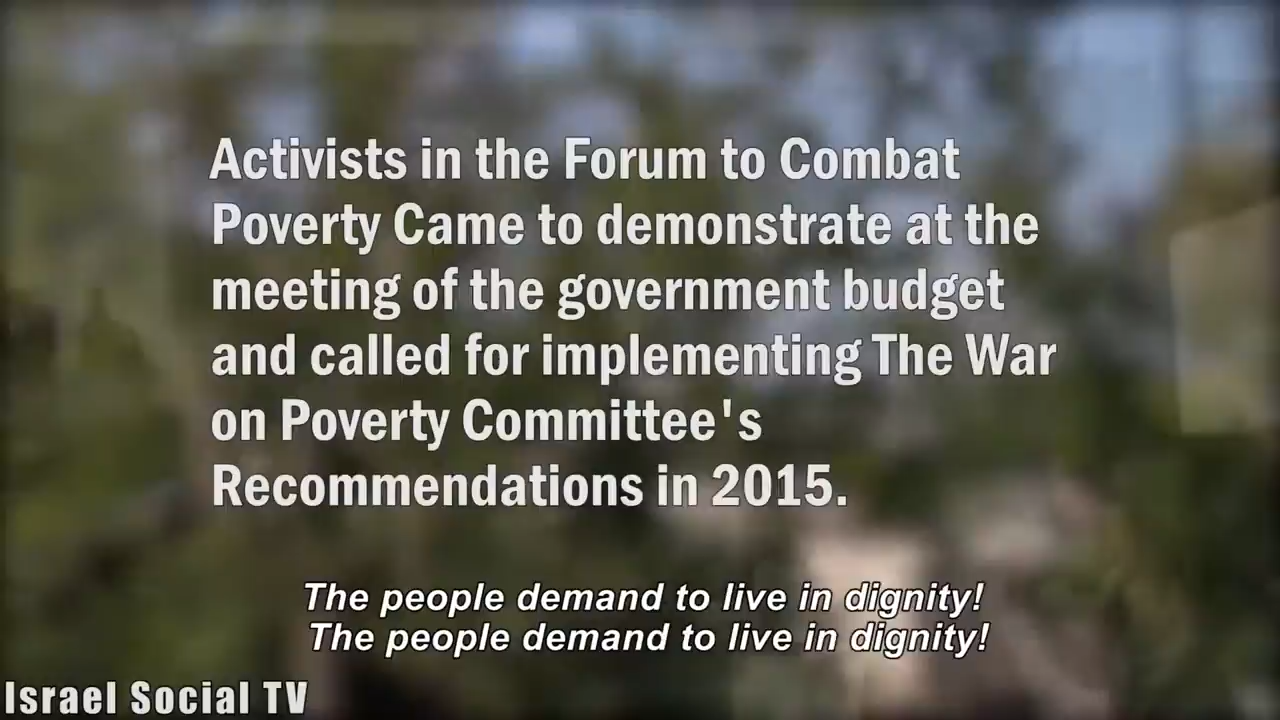 Activists in the Forum to Combat
Poverty Came to demonstrate at the
meeting of the government budget
and called for implementing The War
on Poverty Committee's
Recommendations in 2015.
The people demand to live in dignity!
The people demand to live in dignity!
Israel Social TV